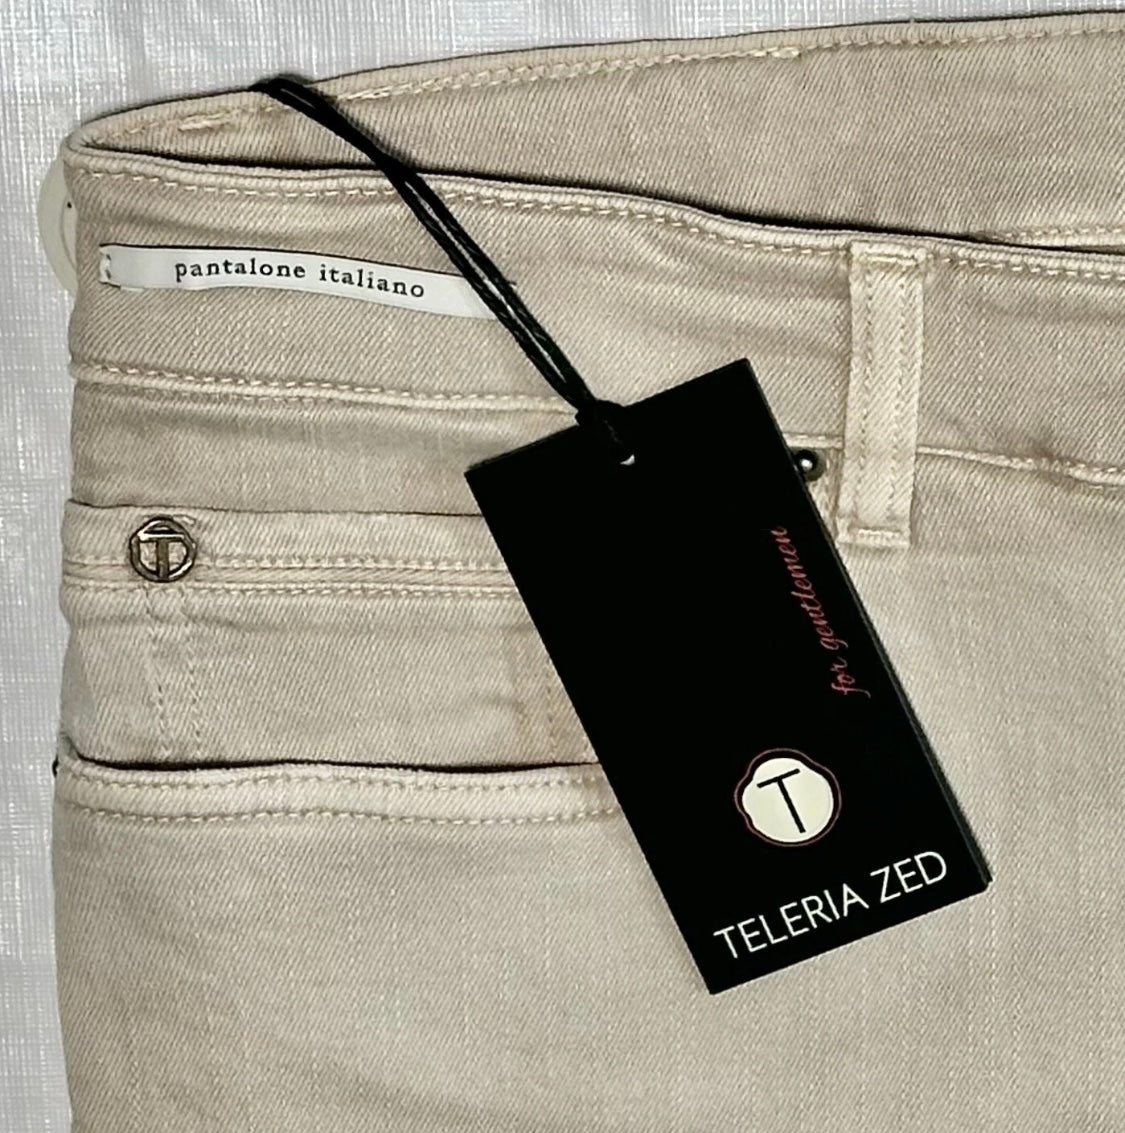 pantalone italiano
T
for gentlemen
T
TELERIA ZED